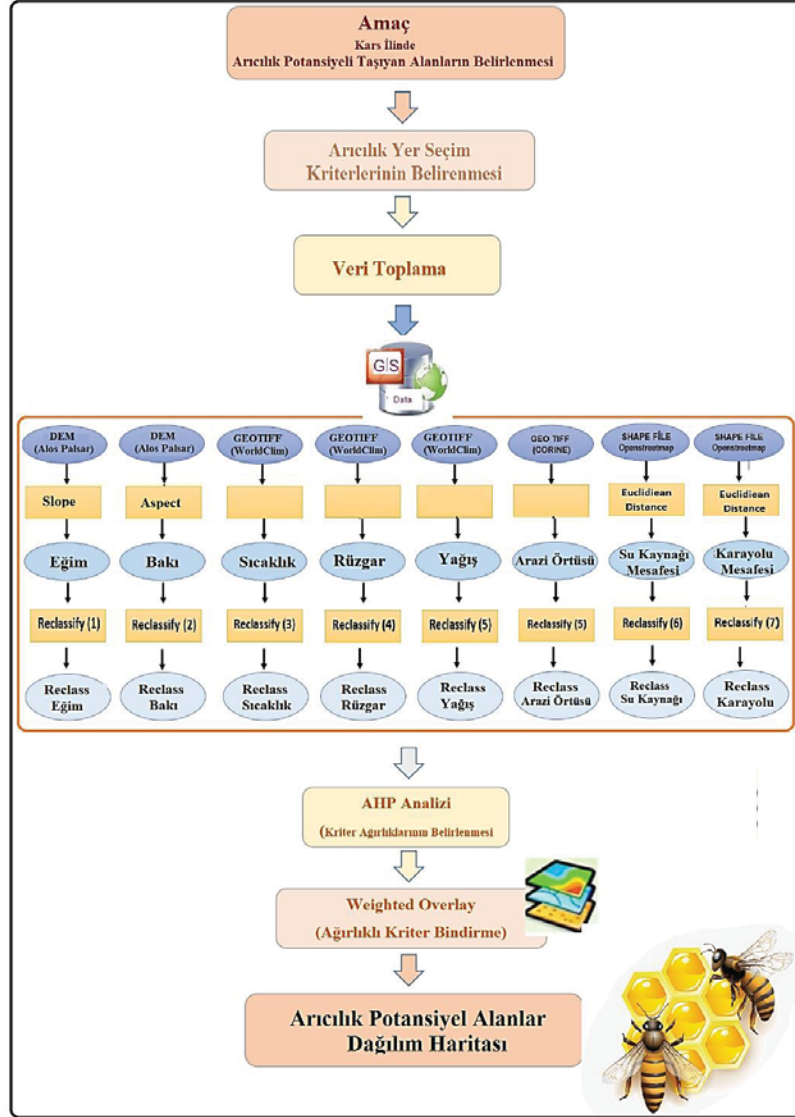 Amaç
Kars İlinde
Arıcılık Potansiyeli Taşıyan Alanların Belirlenmesi
Arıcılık Yer Seçim
Kriterlerinin Belirenmesi
Veri Toplama
GIS
Data
DEM
(Alos Palsar)
DEM
(Alos Palsar)
GEOTIFF
(WorldClim)
GEOTIFF
(WorldClim)
GEOTIFF
(WorldClim)
GEO TIFF
(CORINE)
SHAPE FİLE
Openstreetmap
SHAPE FİLE
Openstreetmap
Slope
Aspect
Euclidiean
Distance
Euclidiean
Distance
Eğim
Bakı
Sıcaklık
Rüzgar
Yağış
Arazi Örtüsü
Su Kaynağı
Mesafesi
Karayolu
Mesafesi
Reclassify (1)
Reclassify (2)
Reclassify (3)
Reclassify (4)
Reclassify (5)
Reclassify (5)
Reclassify (6)
Reclassify (7)
Reclass
Eğim
Reclass
Bakı
Reclass
Sıcaklık
Reclass
Rüzgar
Reclass
Yağış
Reclass
Arazi Örtüsü
Reclass
Su Kaynağı
Reclass
Karayolu
AHP Analizi
(Kriter Ağırlıklarının Belirlenmesi
Weighted Overlay
(Ağırlıklı Kriter Bindirme)
Arıcılık Potansiyel Alanlar
Dağılım Haritası